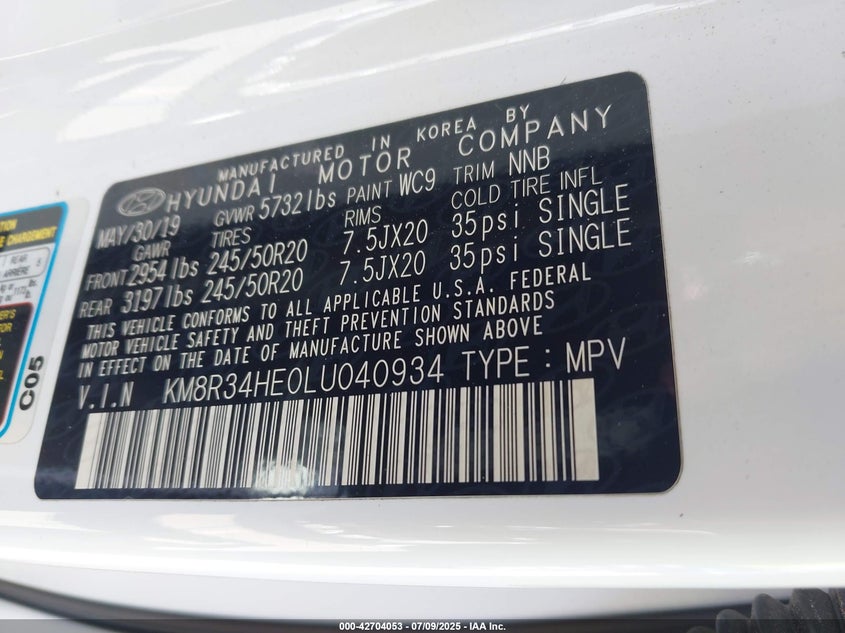 MANUFACTURED IN KOREA BY
HYUNDAI MOTOR COMPANY
MAY/30/19 GVWR 5732lbs PAINT WC9 TRIM NNB
GAWR TIRES RIMS COLD TIRE INFL
FRONT 2954lbs 245/50R20 7.5JX20 35psi SINGLE
REAR 3197lbs 245/50R20 7.5JX20 35psi SINGLE
THIS VEHICLE CONFORMS TO ALL APPLICABLE U.S.A. FEDERAL
MOTOR VEHICLE SAFETY AND THEFT PREVENTION STANDARDS
IN EFFECT ON THE DATE OF MANUFACTURE SHOWN ABOVE
V.I.N KM8R34HE0LU040934 TYPE : MPV
CHARGEMENT
REAR
ARRIERE
C05
000-42704053 - 07/09/2025 - IAA Inc.